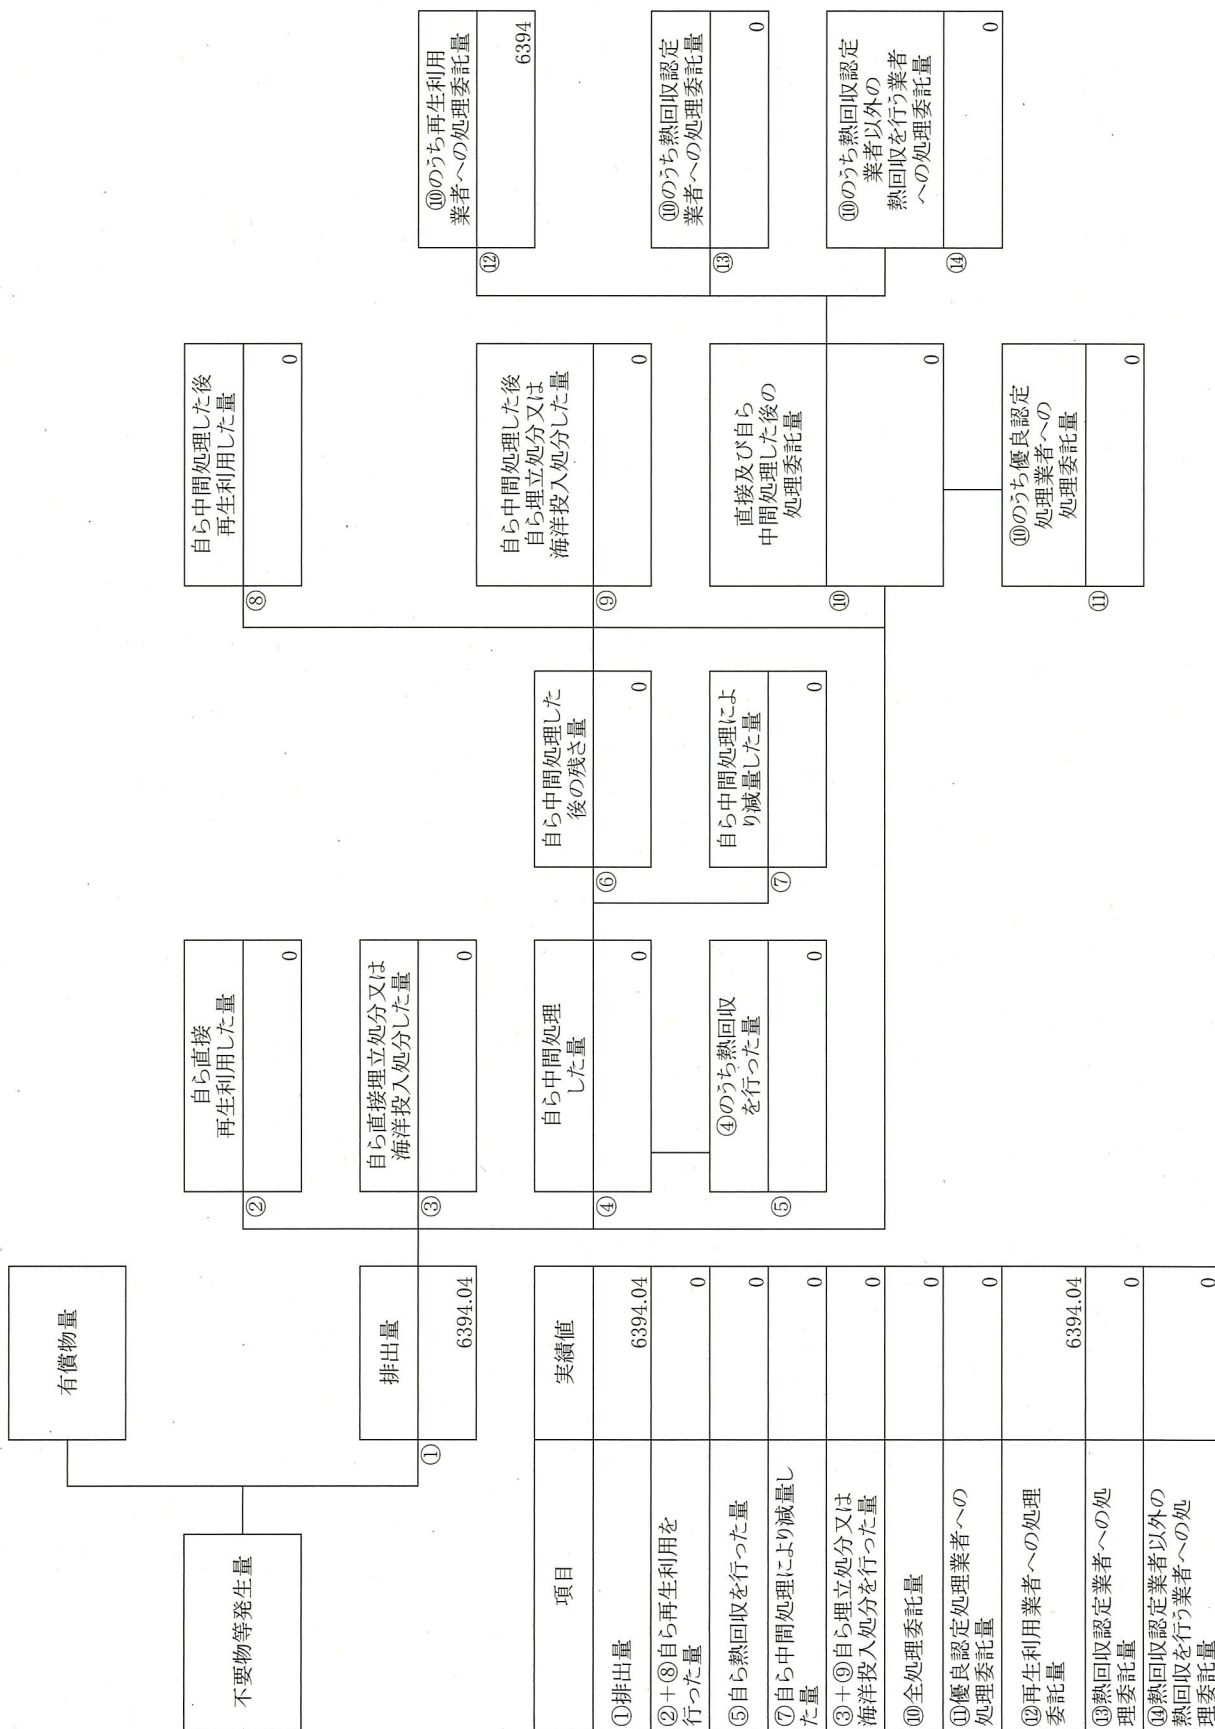 不要物等発生量
有償物量
①
排出量
6394.04
②
自ら直接
再生利用した量
0
③
自ら直接埋立処分又は
海洋投入処分した量
0
④
自ら中間処理
した量
0
⑤
④のうち熱回収
を行った量
0
⑥
自ら中間処理した
後の残さ量
0
⑦
自ら中間処理によ
り減量した量
0
⑧
自ら中間処理した後
再生利用した量
0
⑨
自ら中間処理した後
自ら埋立処分又は
海洋投入処分した量
0
⑩
直接及び自ら
中間処理した後の
処理委託量
0
⑪
⑩のうち優良認定
処理業者への
処理委託量
0
⑫
⑩のうち再生利用
業者への処理委託量
6394
⑬
⑩のうち熱回収認定
業者への処理委託量
0
⑭
⑩のうち熱回収認定
業者以外の
熱回収を行う業者
への処理委託量
0
項目
実績値
①排出量
6394.04
②+⑧自ら再生利用を
行った量
0
⑤自ら熱回収を行った量
0
⑦自ら中間処理により減量し
た量
0
③+⑨自ら埋立処分又は
海洋投入処分を行った量
0
⑩全処理委託量
0
⑪優良認定処理業者への
処理委託量
0
⑫再生利用業者への処理
委託量
6394.04
⑬熱回収認定業者への処
理委託量
0
⑭熱回収認定業者以外の
熱回収を行う業者への処
理委託量
0